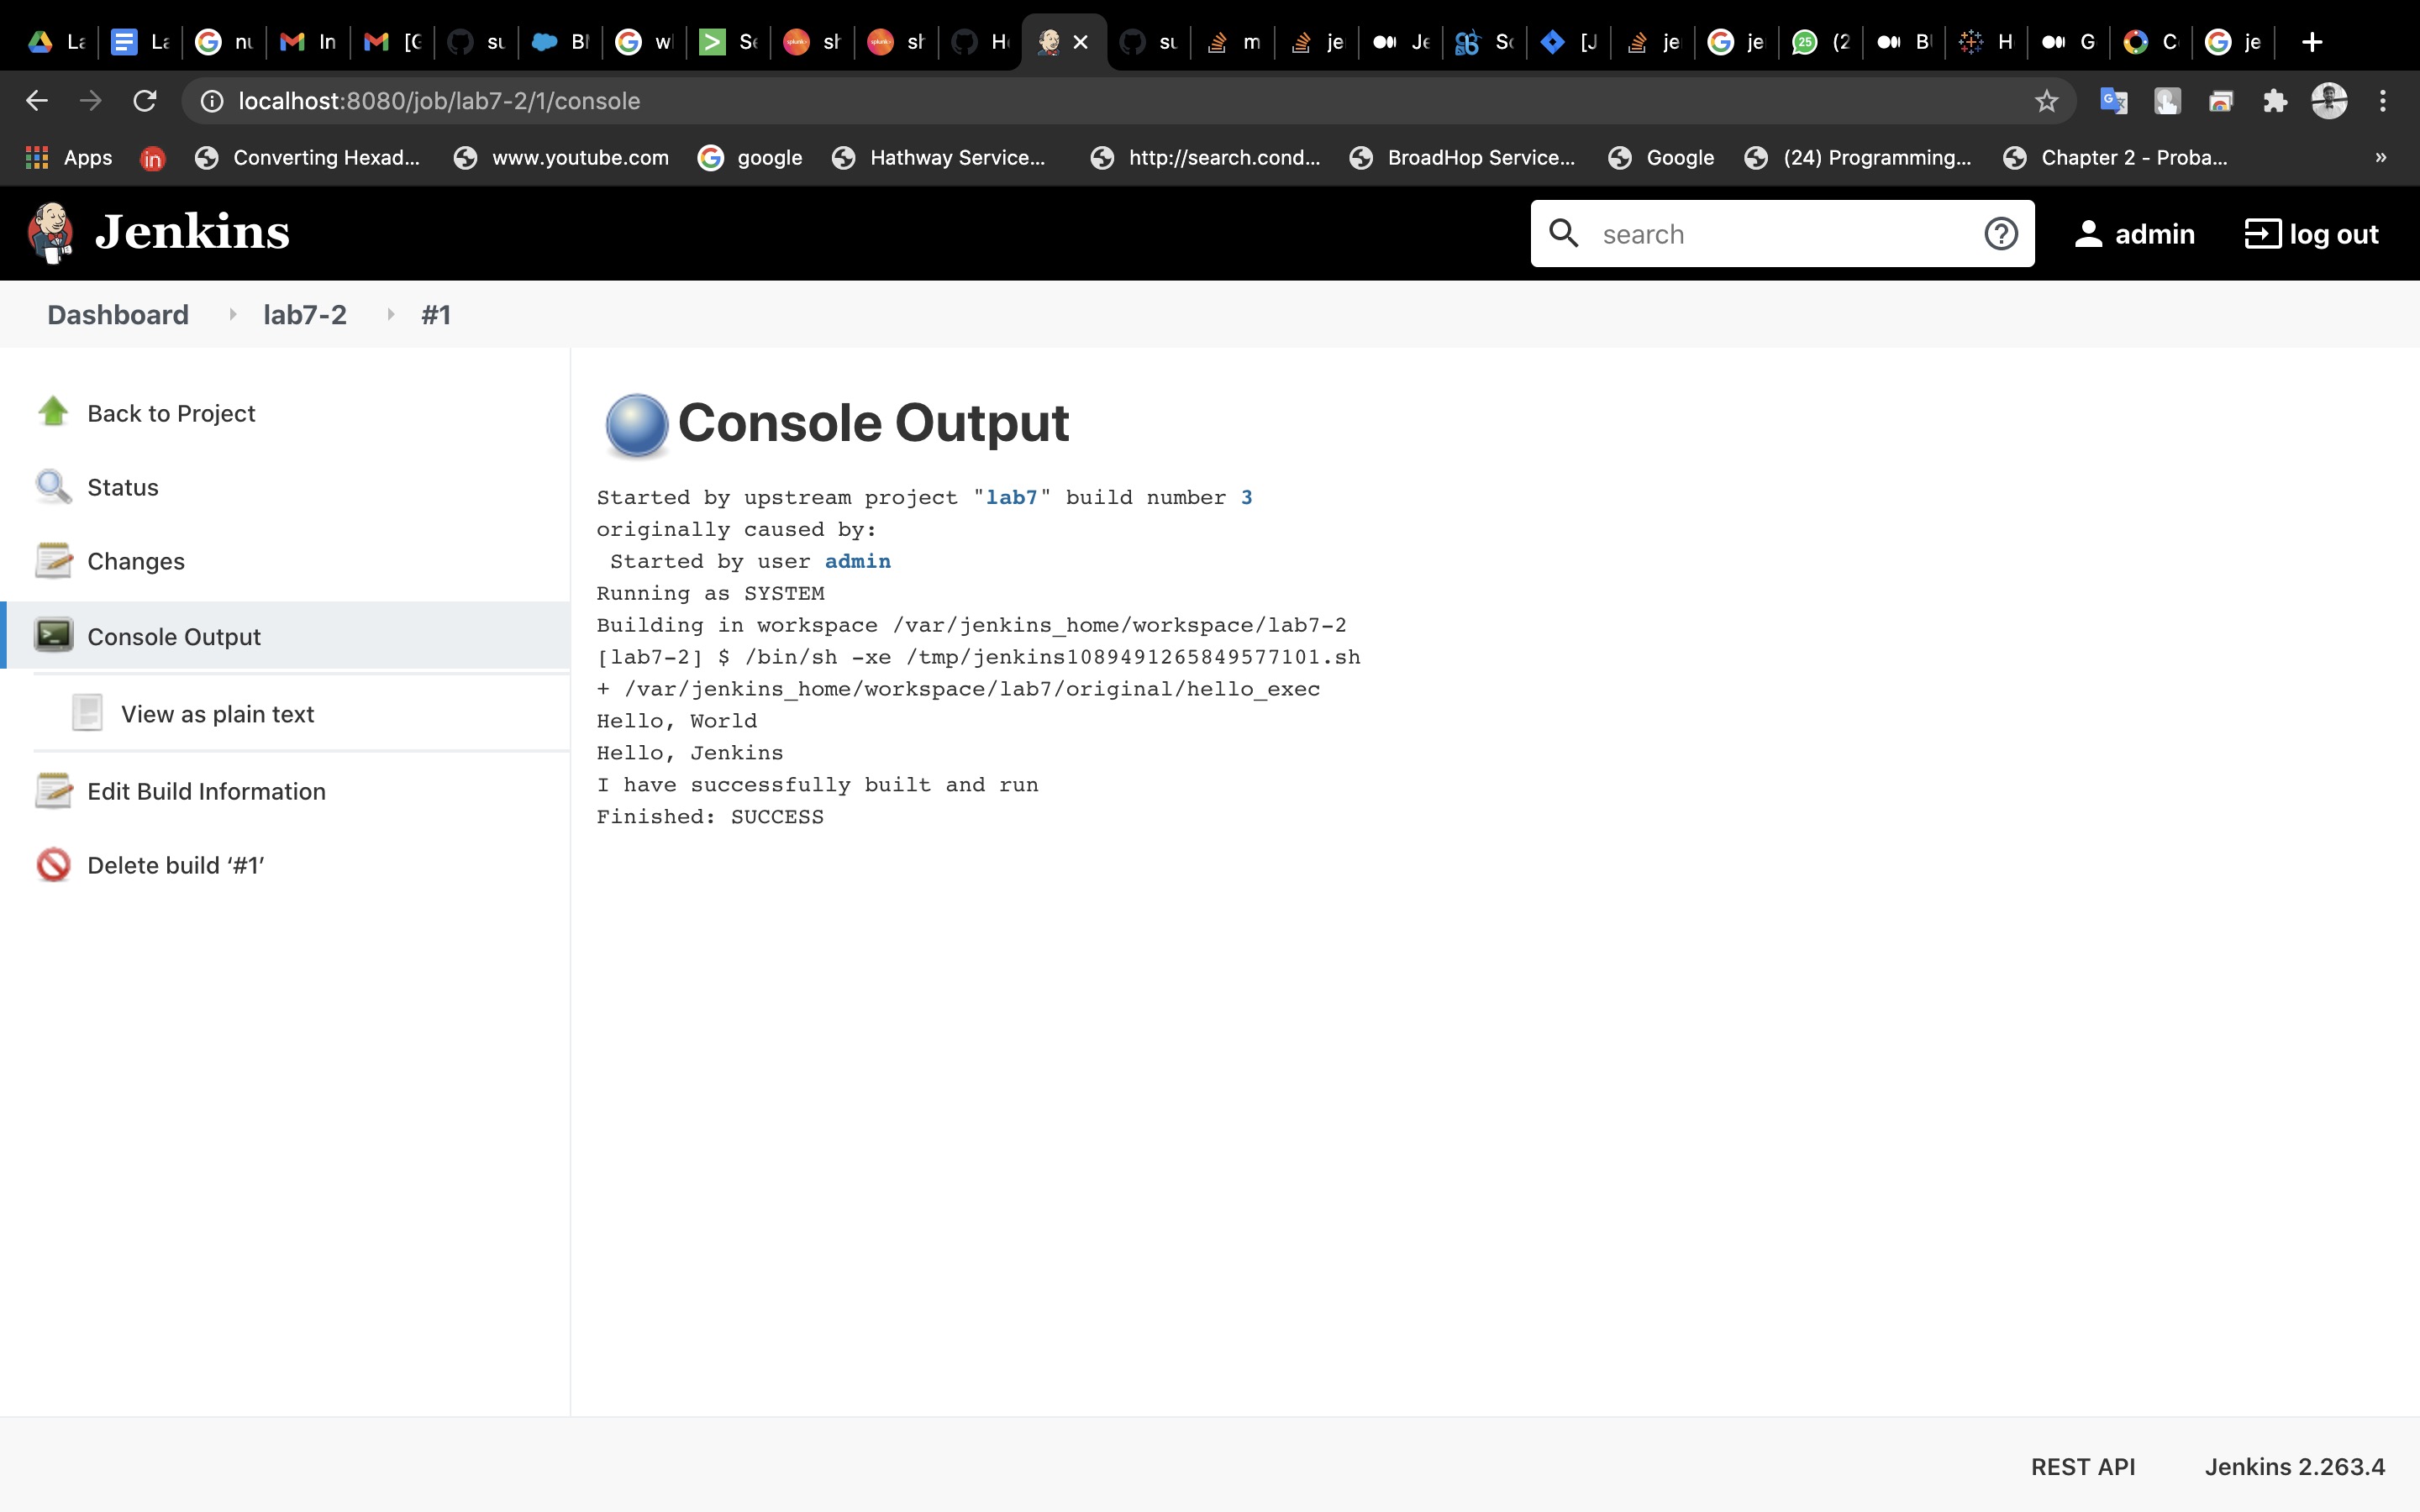 La La nu In [G su Bl wl Se sh sh He su m je Je Sc [J je je (2 Bl H G C je
localhost:8080/job/lab7-2/1/console
Apps Converting Hexad... www.youtube.com google Hathway Service... http://search.cond... BroadHop Service... Google (24) Programming... Chapter 2 - Proba... »
Jenkins search admin log out
Dashboard lab7-2 #1
Back to Project
Status
Changes
Console Output
View as plain text
Edit Build Information
Delete build ‘#1’
Console Output
Started by upstream project "lab7" build number 3
originally caused by:
Started by user admin
Running as SYSTEM
Building in workspace /var/jenkins_home/workspace/lab7-2
[lab7-2] $ /bin/sh -xe /tmp/jenkins1089491265849577101.sh
+ /var/jenkins_home/workspace/lab7/original/hello_exec
Hello, World
Hello, Jenkins
I have successfully built and run
Finished: SUCCESS
REST API Jenkins 2.263.4